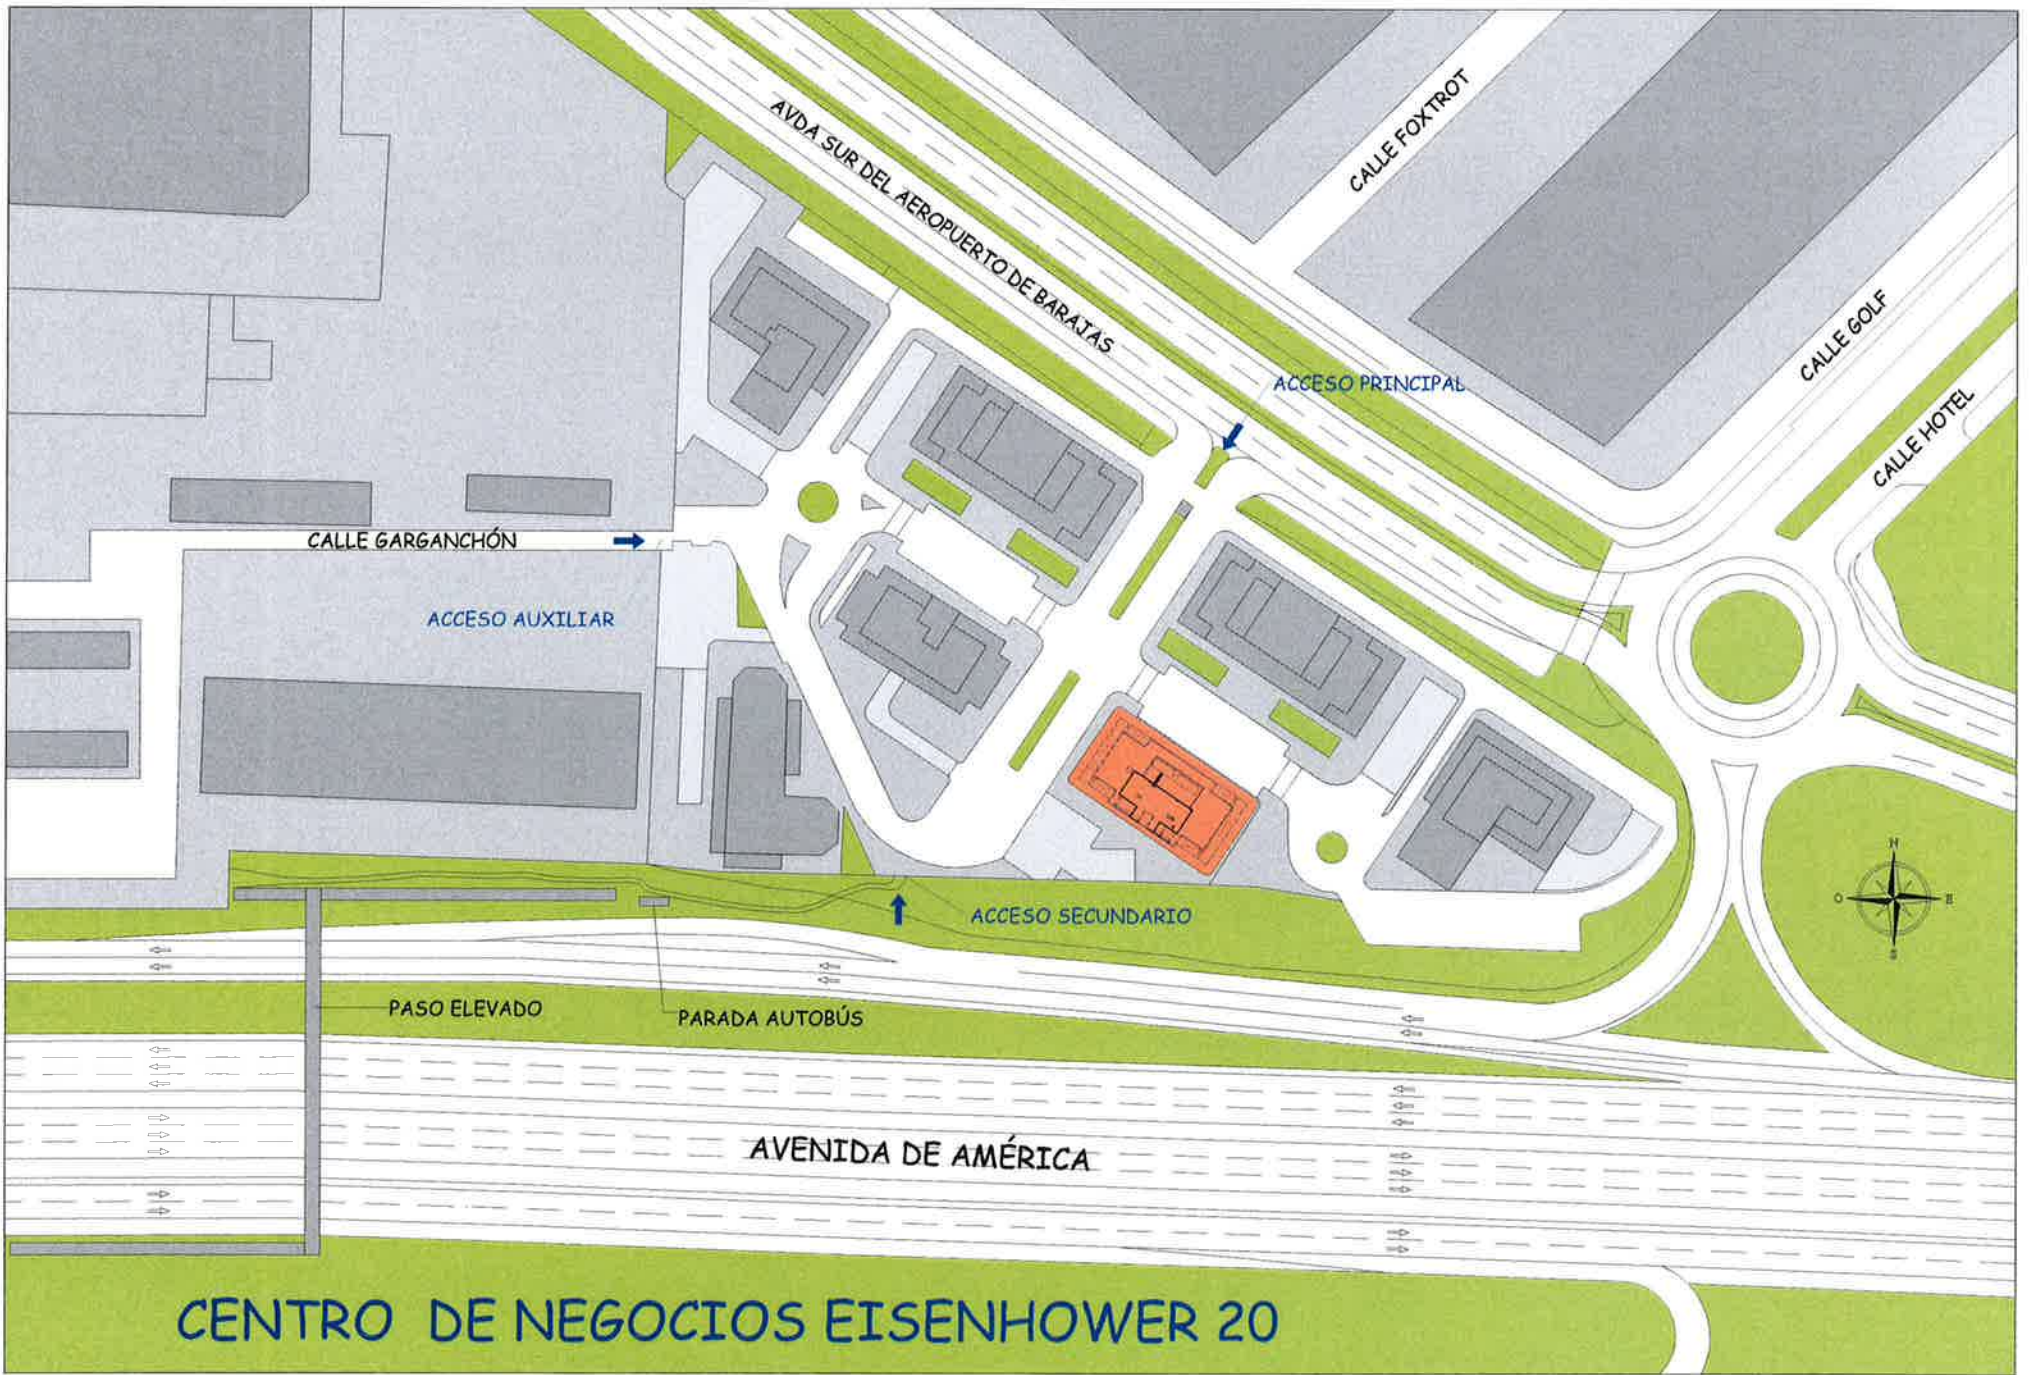 AVDA SUR DEL AEROPUERTO DE BARAJAS
CALLE FOXTROT
CALLE GOLF
CALLE HOTEL
ACCESO PRINCIPAL
CALLE GARGANCHÓN
ACCESO AUXILIAR
N
O
E
S
ACCESO SECUNDARIO
PASO ELEVADO
PARADA AUTOBÚS
AVENIDA DE AMÉRICA
CENTRO DE NEGOCIOS EISENHOWER 20